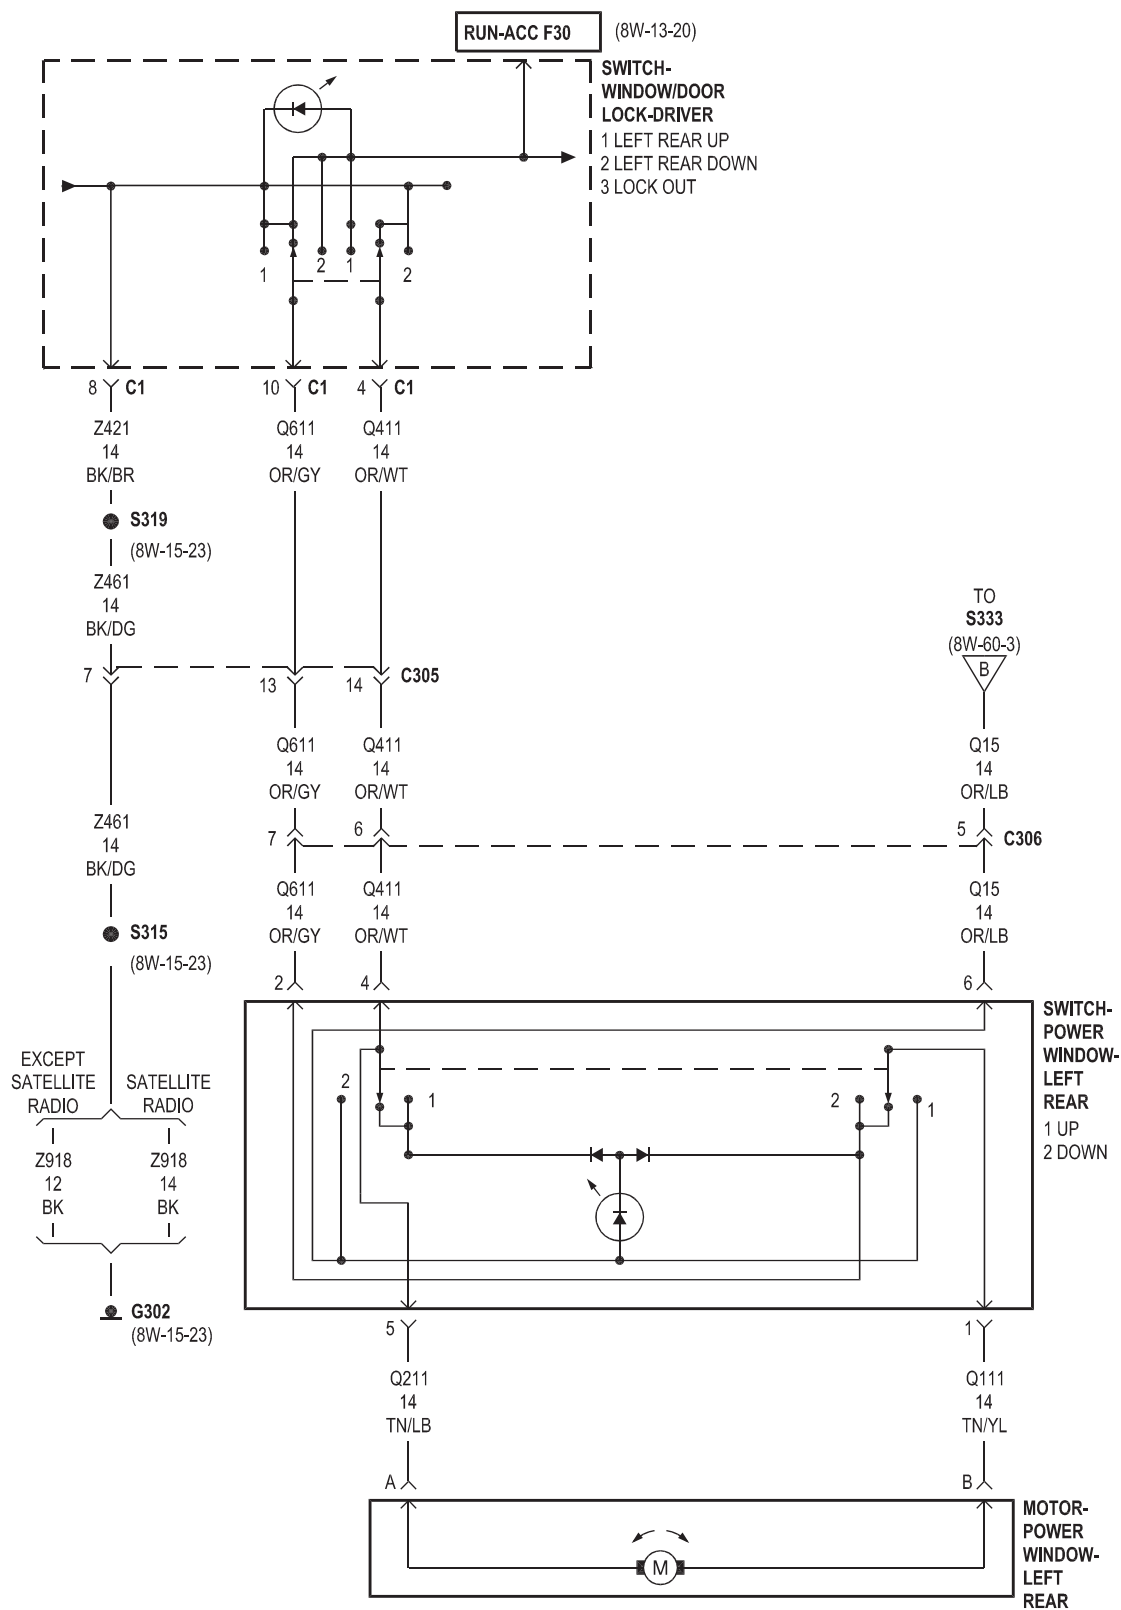 RUN-ACC F30
(8W-13-20)
SWITCH-
WINDOW/DOOR
LOCK-DRIVER
1 LEFT REAR UP
2 LEFT REAR DOWN
3 LOCK OUT
1
2
1
2
8 C1
10 C1
4 C1
Z421
14
BK/BR
Q611
14
OR/GY
Q411
14
OR/WT
S319
(8W-15-23)
Z461
14
BK/DG
TO
S333
(8W-60-3)
B
7
13
14
C305
Q611
14
OR/GY
Q411
14
OR/WT
Q15
14
OR/LB
Z461
14
BK/DG
7
6
5
C306
Q611
14
OR/GY
Q411
14
OR/WT
Q15
14
OR/LB
S315
(8W-15-23)
2
4
6
SWITCH-
POWER
WINDOW-
LEFT
REAR
1 UP
2 DOWN
2
1
2
1
EXCEPT
SATELLITE
RADIO
SATELLITE
RADIO
Z918
12
BK
Z918
14
BK
G302
(8W-15-23)
5
1
Q211
14
TN/LB
Q111
14
TN/YL
A
B
M
MOTOR-
POWER
WINDOW-
LEFT
REAR